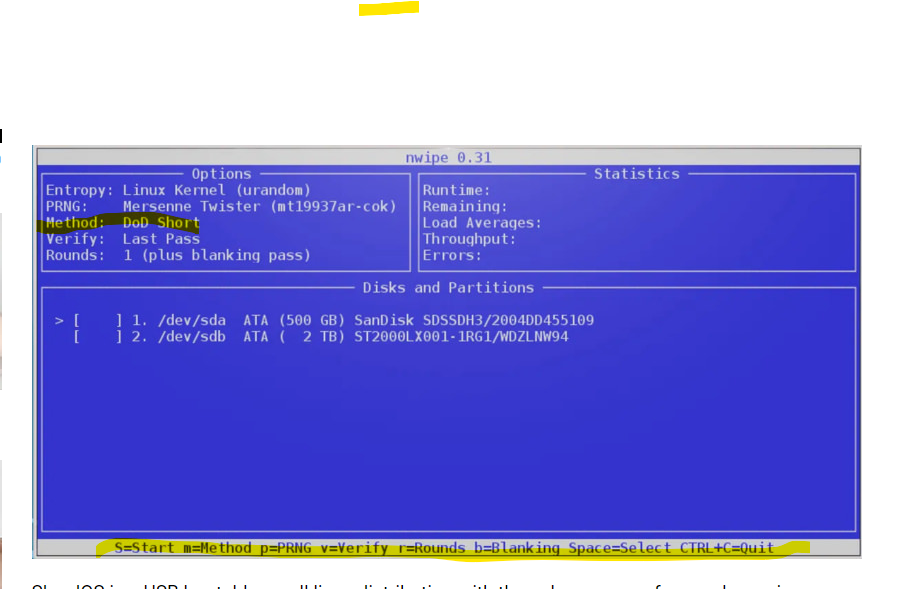 nwipe 0.31
Options
Entropy: Linux Kernel (urandom)
PRNG: Mersenne Twister (mt19937ar-cok)
Method: DoD Short
Verify: Last Pass
Rounds: 1 (plus blanking pass)
Statistics
Runtime:
Remaining:
Load Averages:
Throughput:
Errors:
Disks and Partitions
> [ ] 1. /dev/sda ATA (500 GB) SanDisk SDSSDH3/2004DD455109
[ ] 2. /dev/sdb ATA ( 2 TB) ST2000LX001-1RG1/WDZLNW94
S=Start m=Method p=PRNG v=Verify r=Rounds b=Blanking Space=Select CTRL+C=Quit